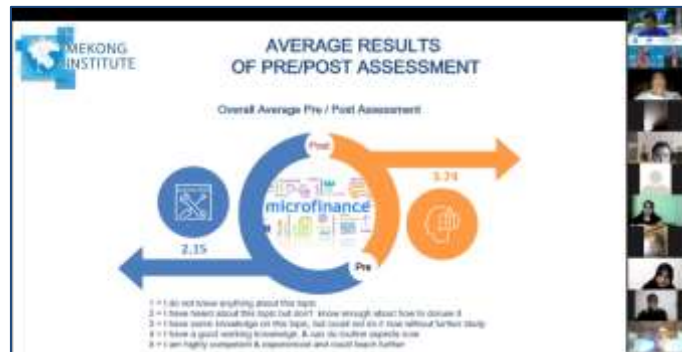 MEKONG
INSTITUTE
AVERAGE RESULTS
OF PRE/POST ASSESSMENT
Overall Average Pre / Post Assessment
Post
3.74
microfinance
2.15
Pre
1 = I do not know anything about this topic
2 = I have heard about this topic but don't know enough about how to discuss it
3 = I have some knowledge on this topic, but could not do it now without further study
4 = I have a good working knowledge & can do routine aspects now
5 = I am highly competent & experienced and could teach further